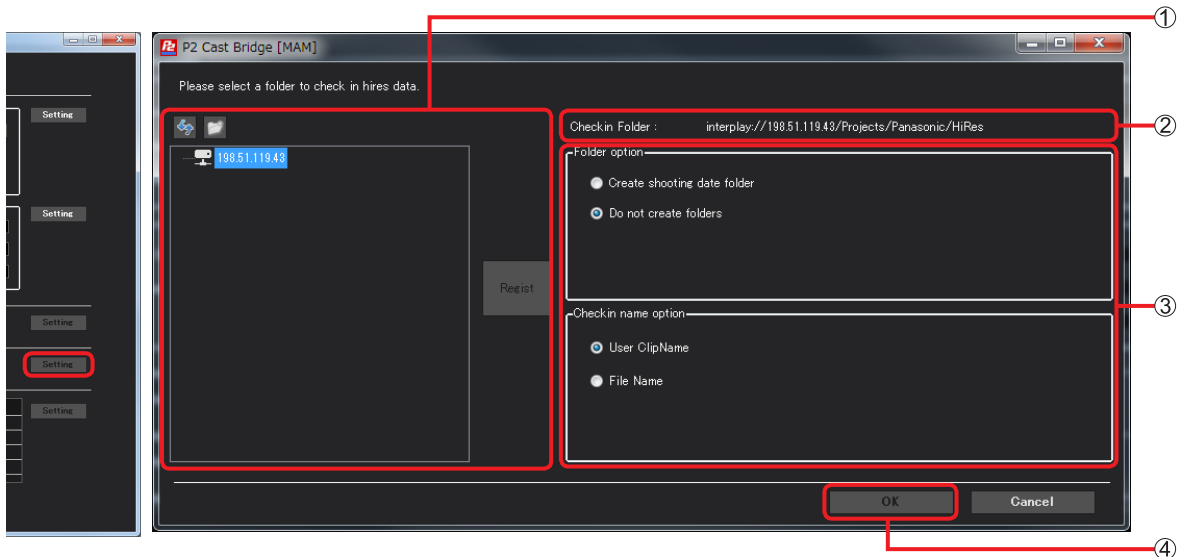 ①
P2 P2 Cast Bridge [MAM]
Please select a folder to check in hires data.
Setting
Checkin Folder : interplay://198.51.119.43/Projects/Panasonic/HiRes
②
Folder option
198.51.119.43
Create shooting date folder
Setting
Do not create folders
Regist
③
Checkin name option
Setting
User ClipName
Setting
File Name
Setting
OK
Cancel
④